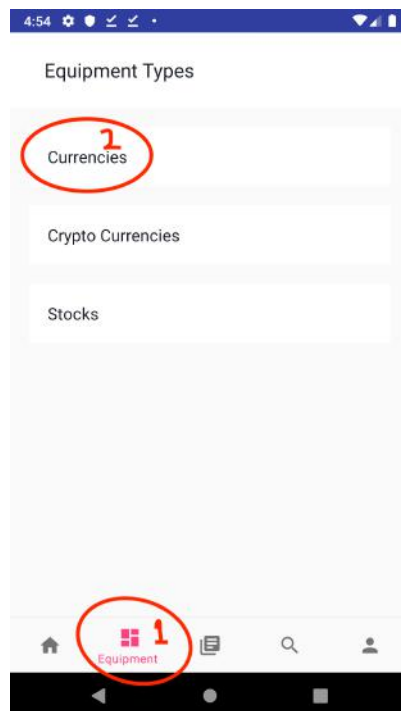 4:54
Equipment Types
2
Currencies
Crypto Currencies
Stocks
1
Equipment